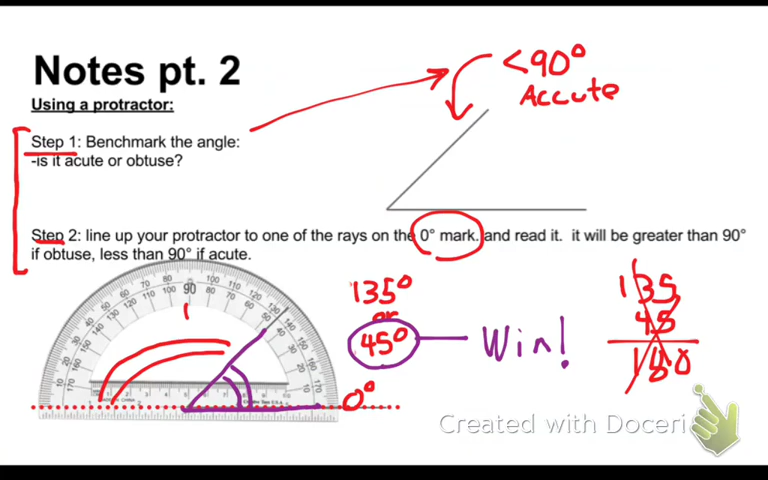 Notes pt. 2
<90°
Accute
Using a protractor:
Step 1: Benchmark the angle:
-is it acute or obtuse?
Step 2: line up your protractor to one of the rays on the 0° mark. and read it. it will be greater than 90°
if obtuse, less than 90° if acute.
135°
or
45°
Win!
0°
135
45
180
90
Created with Doceri